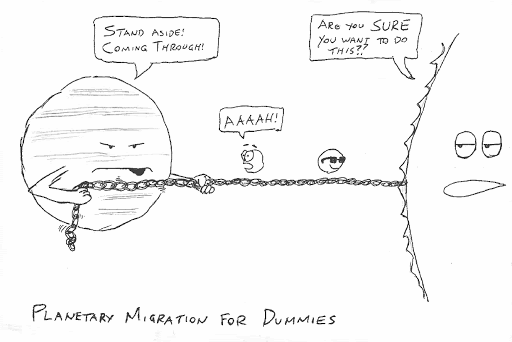 STAND ASIDE!
COMING THROUGH!
ARE YOU SURE
YOU WANT TO DO
THIS??
AAAAH!
PLANETARY MIGRATION FOR DUMMIES